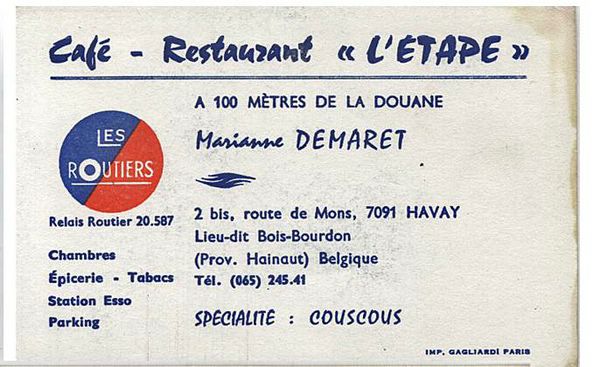 Café - Restaurant « L'ETAPE »
A 100 MÈTRES DE LA DOUANE
Marianne DEMARET
LES
ROUTIERS
Relais Routier 20.587
Chambres
Épicerie - Tabacs
Station Esso
Parking
2 bis, route de Mons, 7091 HAVAY
Lieu-dit Bois-Bourdon
(Prov. Hainaut) Belgique
Tél. (065) 245.41
SPECIALITE : COUSCOUS
IMP. GAGLIARDI PARIS